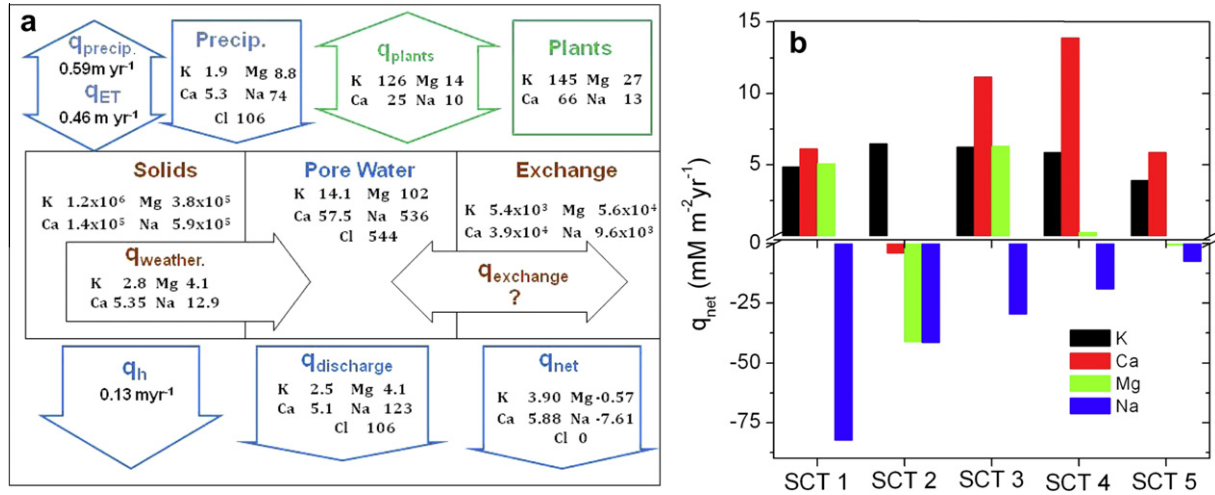 a
q precip.
0.59m yr-1
qET
0.46 m yr-1
Precip.
K 1.9 Mg 8.8
Ca 5.3 Na 74
Cl 106
q plants
K 126 Mg 14
Ca 25 Na 10
Plants
K 145 Mg 27
Ca 66 Na 13
Solids
K 1.2x10⁶ Mg 3.8x10⁵
Ca 1.4x10⁵ Na 5.9x10⁵
Pore Water
K 14.1 Mg 102
Ca 57.5 Na 536
Cl 544
Exchange
K 5.4x10³ Mg 5.6x10⁴
Ca 3.9x10⁴ Na 9.6x10³
q weather.
K 2.8 Mg 4.1
Ca 5.35 Na 12.9
q exchange
?
qh
0.13 myr-1
q discharge
K 2.5 Mg 4.1
Ca 5.1 Na 123
Cl 106
q net
K 3.90 Mg -0.57
Ca 5.88 Na -7.61
Cl 0
b
q net (mM m-2yr-1)
15
10
5
0
-25
-50
-75
K
Ca
Mg
Na
SCT 1 SCT 2 SCT 3 SCT 4 SCT 5